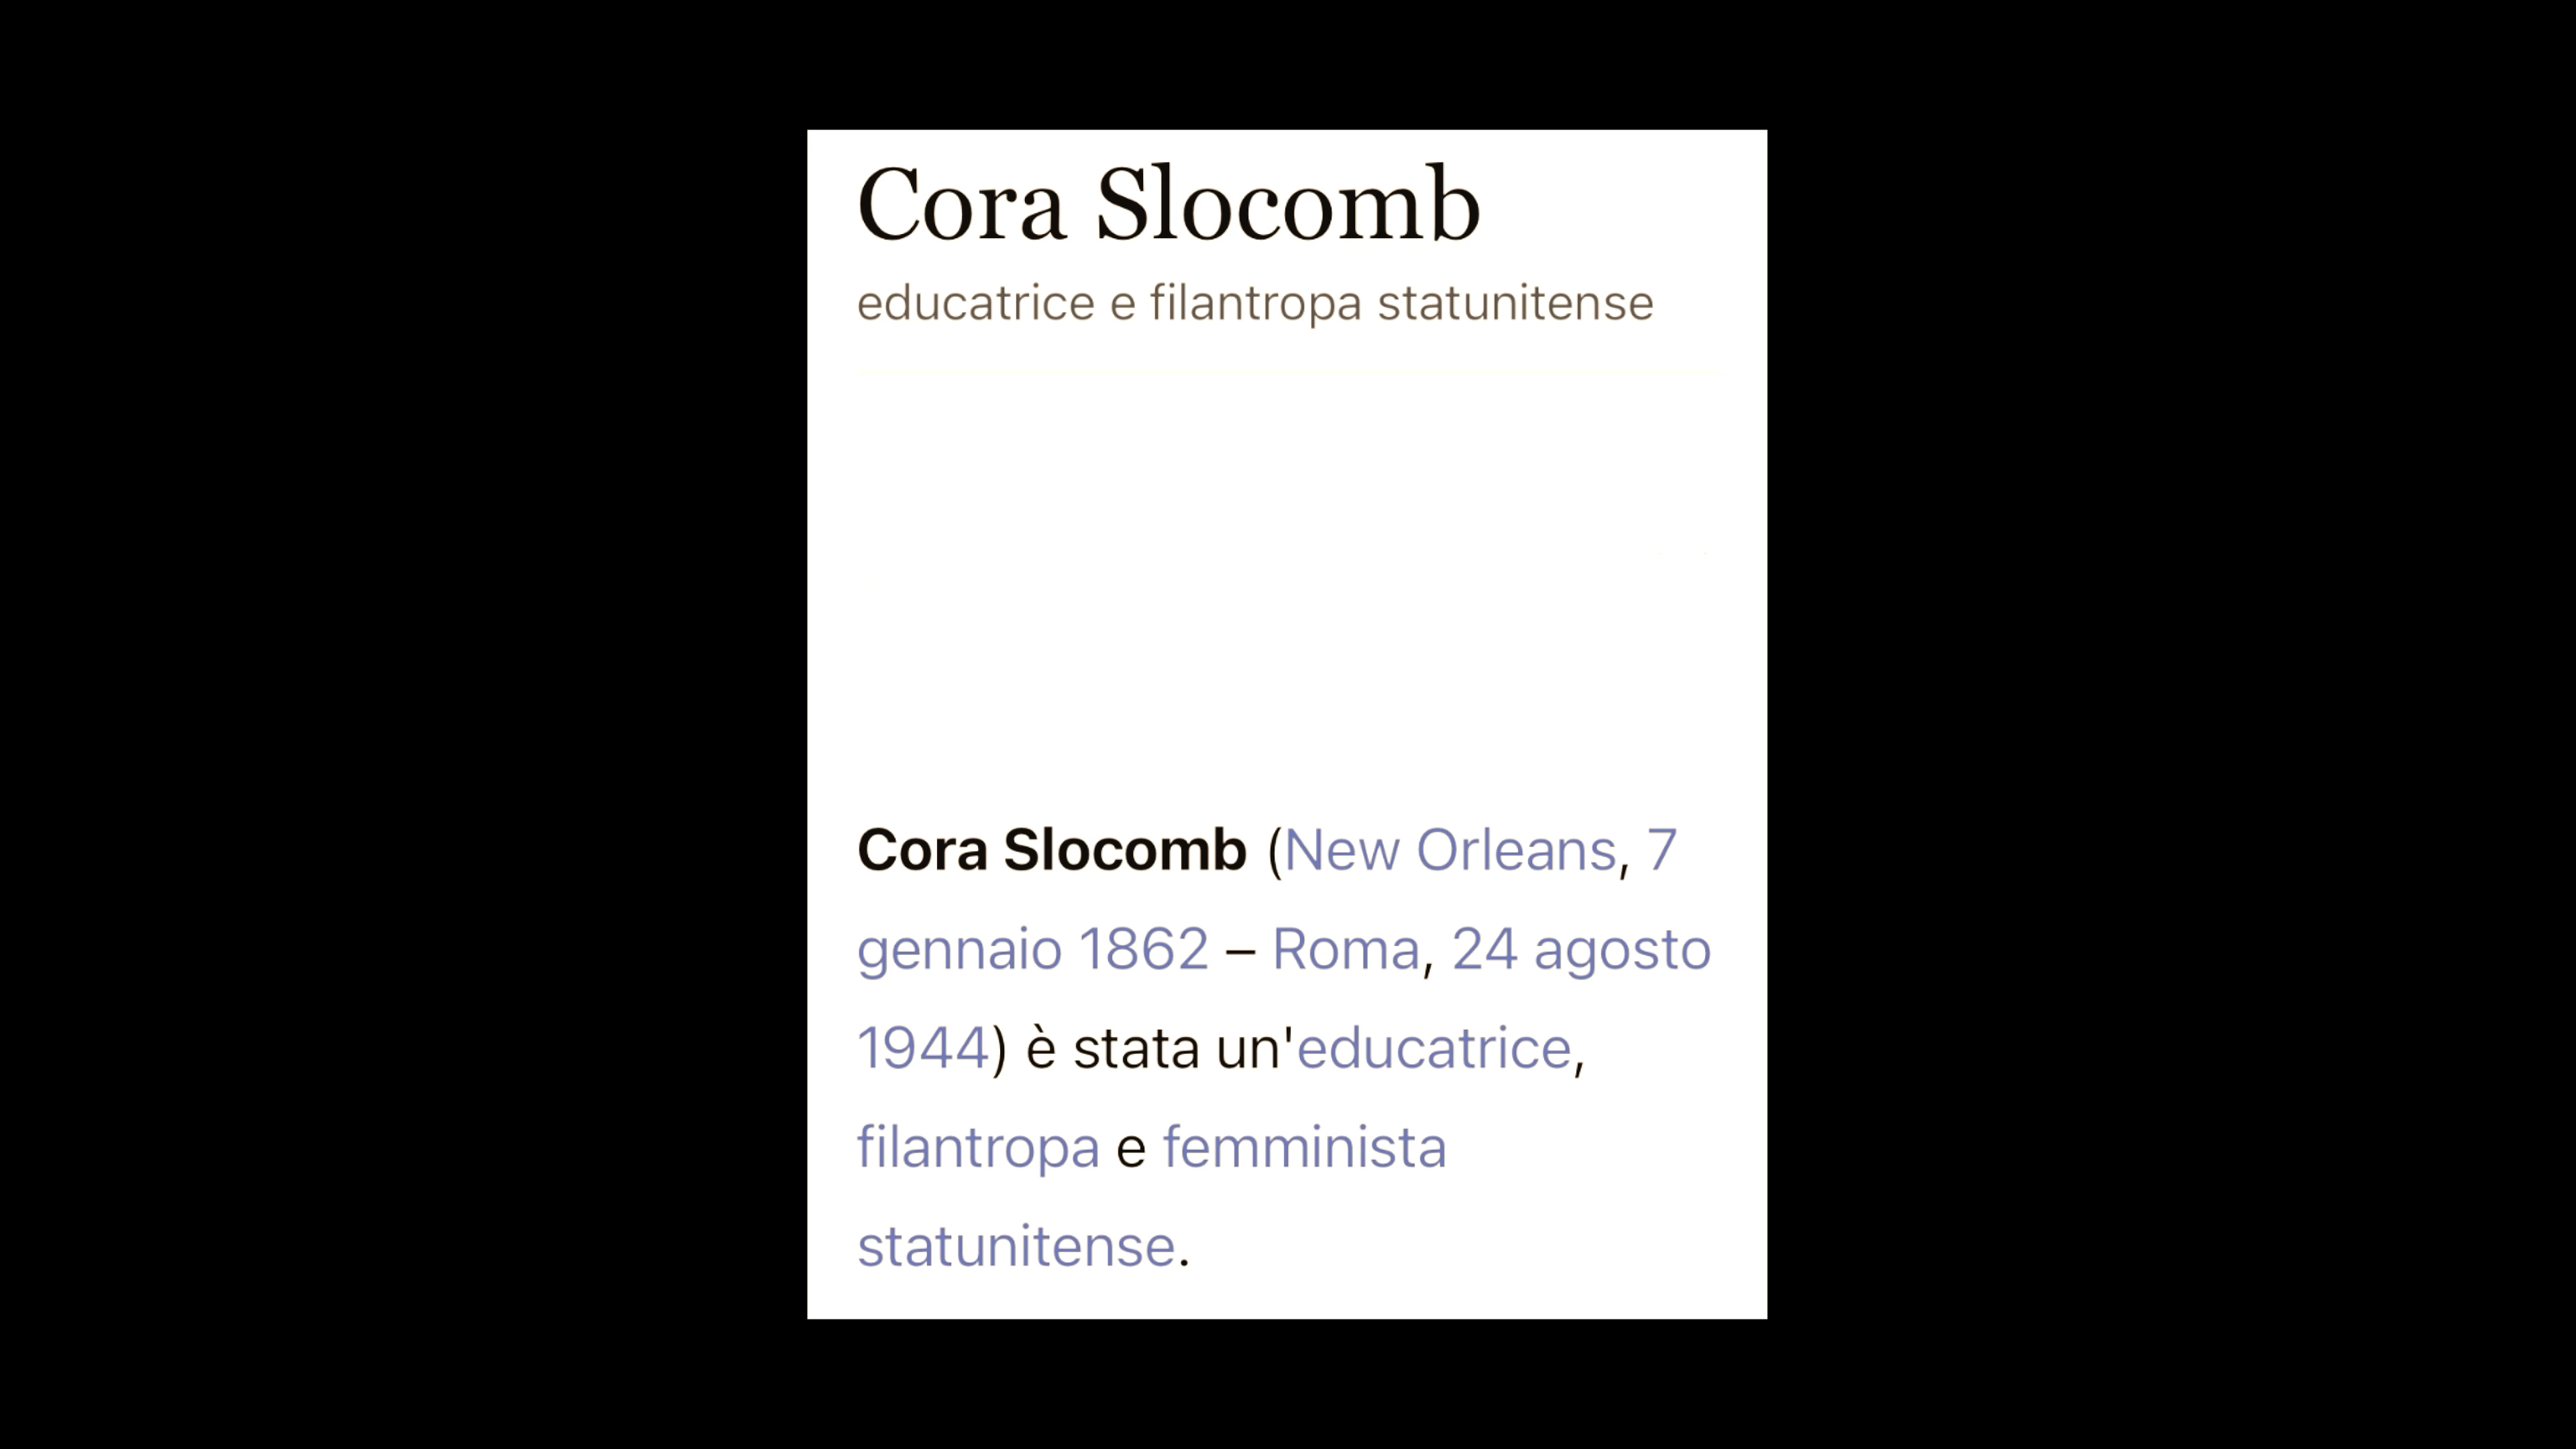 Cora Slocomb
educatrice e filantropa statunitense
Cora Slocomb (New Orleans, 7
gennaio 1862 – Roma, 24 agosto
1944) è stata un'educatrice,
filantropa e femminista
statunitense.